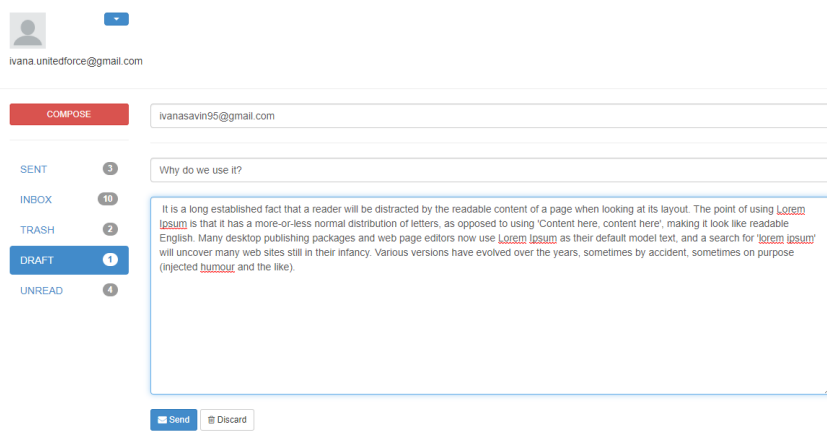 ivana.unitedforce@gmail.com
COMPOSE
SENT 3
INBOX 10
TRASH 2
DRAFT 1
UNREAD 4
ivanasavin95@gmail.com
Why do we use it?
It is a long established fact that a reader will be distracted by the readable content of a page when looking at its layout. The point of using Lorem
Ipsum is that it has a more-or-less normal distribution of letters, as opposed to using 'Content here, content here', making it look like readable
English. Many desktop publishing packages and web page editors now use Lorem Ipsum as their default model text, and a search for 'lorem ipsum'
will uncover many web sites still in their infancy. Various versions have evolved over the years, sometimes by accident, sometimes on purpose
(injected humour and the like).
Send Discard